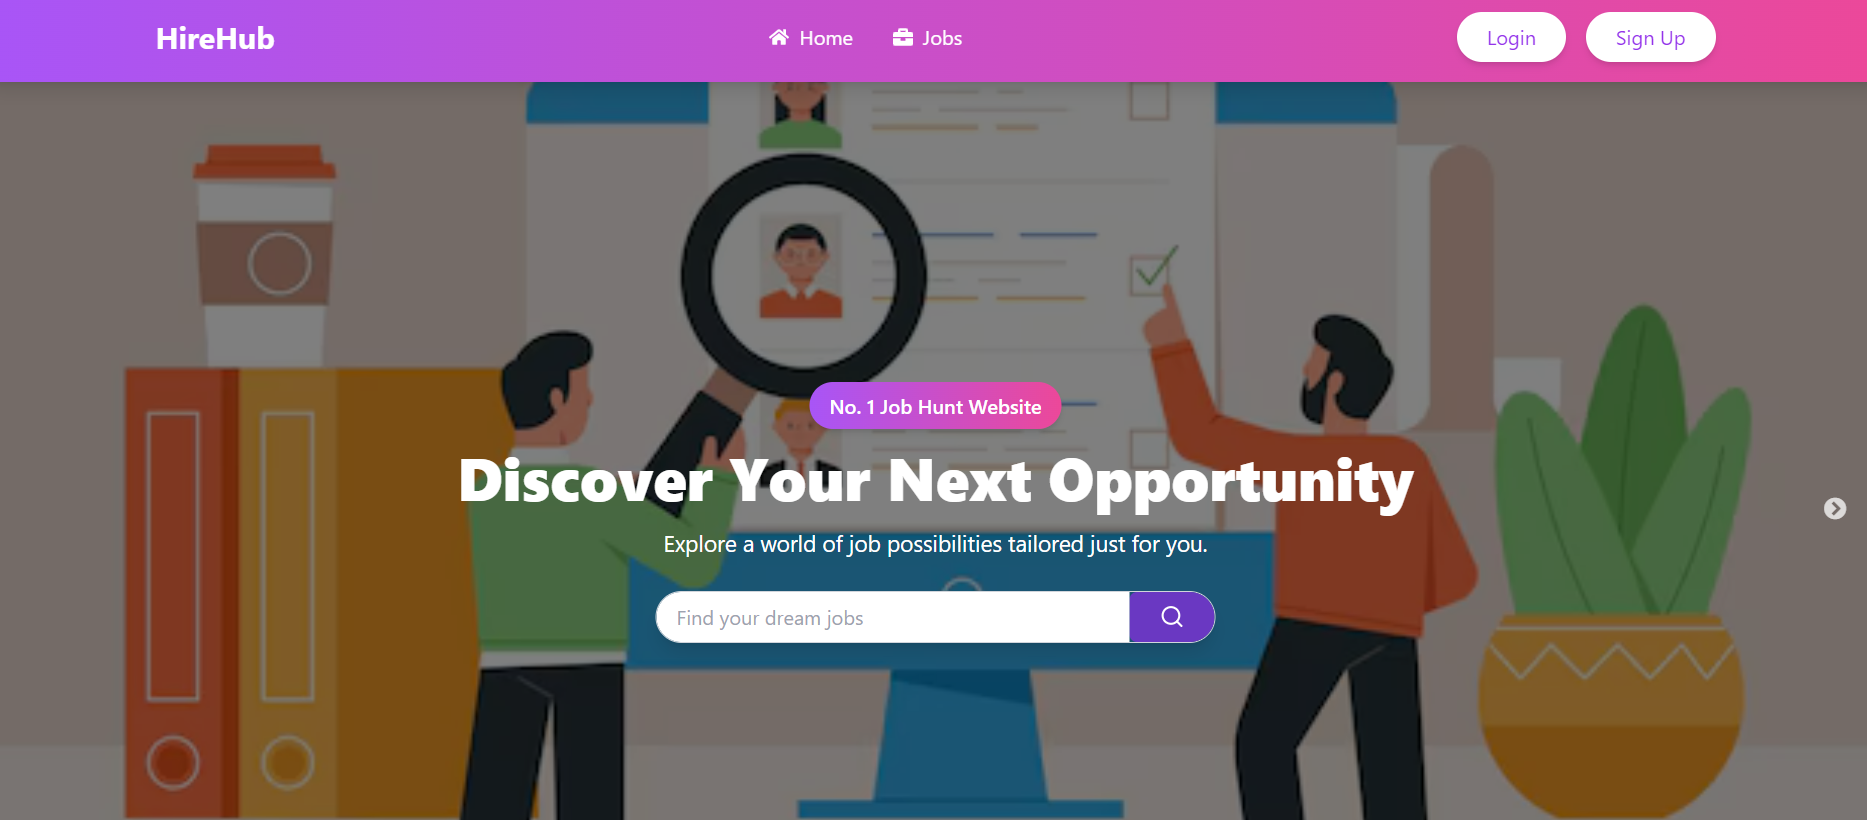 HireHub
Home
Jobs
Login
Sign Up
No. 1 Job Hunt Website
Discover Your Next Opportunity
Explore a world of job possibilities tailored just for you.
Find your dream jobs